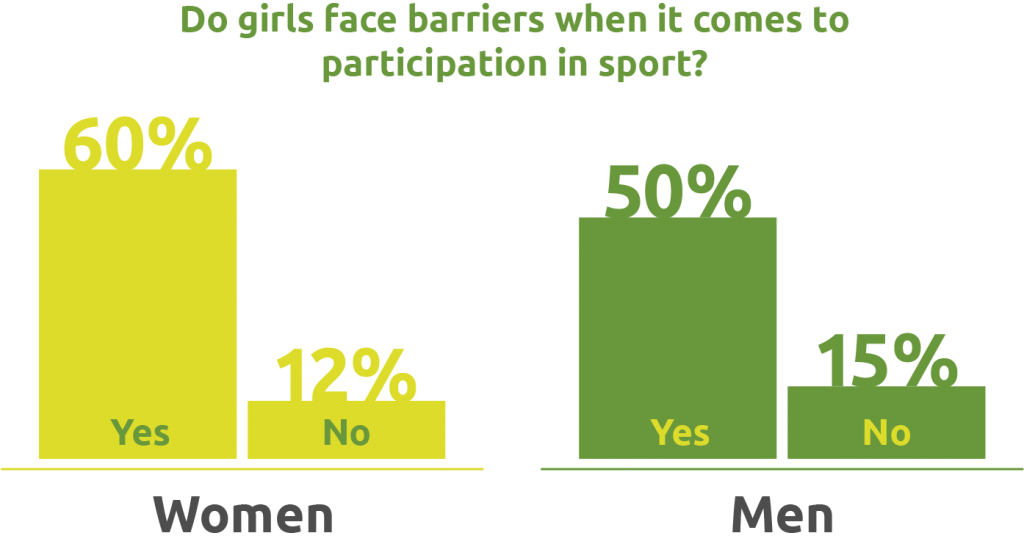 Do girls face barriers when it comes to
participation in sport?
60%
12%
Yes
No
Women
50%
15%
Yes
No
Men